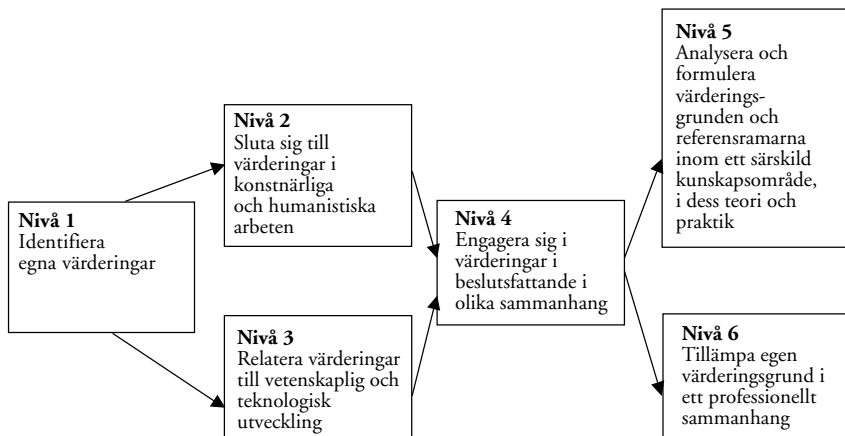 Nivå 1
Identifiera
egna värderingar
Nivå 2
Sluta sig till
värderingar i
konstnärliga
och humanistiska
arbeten
Nivå 3
Relatera värderingar
till vetenskaplig och
teknologisk
utveckling
Nivå 4
Engagera sig i
värderingar i
beslutsfattande i
olika sammanhang
Nivå 5
Analysera och
formulera
värderings-
grunden och
referensramarna
inom ett särskild
kunskapsområde,
i dess teori och
praktik
Nivå 6
Tillämpa egen
värderingsgrund i
ett professionellt
sammanhang